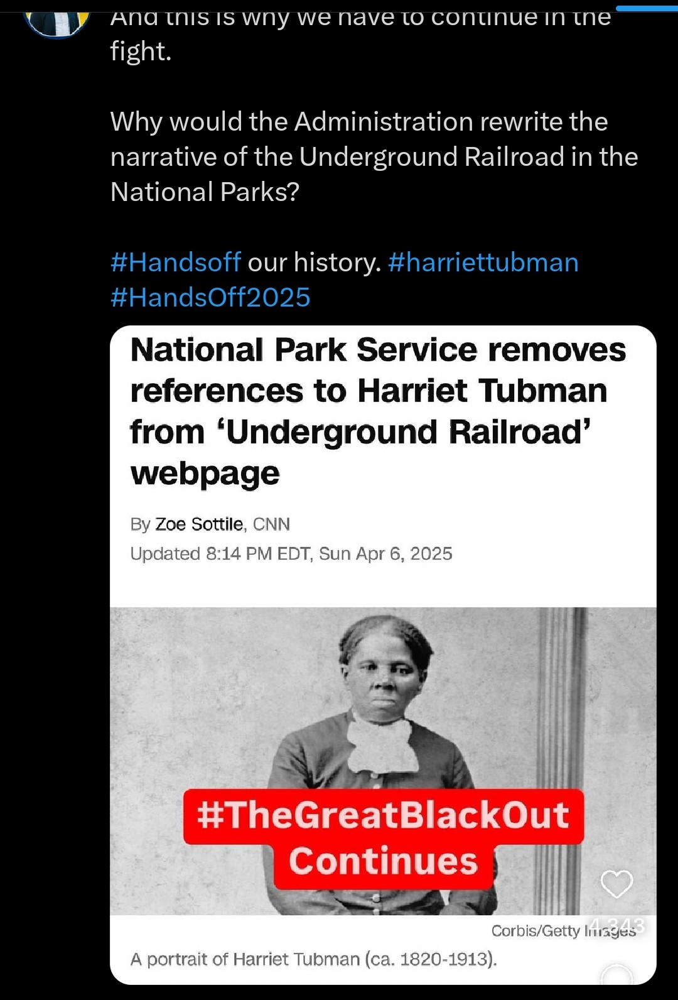 And this is why we have to continue in the
fight.
Why would the Administration rewrite the
narrative of the Underground Railroad in the
National Parks?
#Handsoff our history. #harriettubman
#HandsOff2025
National Park Service removes
references to Harriet Tubman
from ‘Underground Railroad’
webpage
By Zoe Sottile, CNN
Updated 8:14 PM EDT, Sun Apr 6, 2025
#TheGreatBlackOut
Continues
4,343
Corbis/Getty Images
A portrait of Harriet Tubman (ca. 1820-1913).